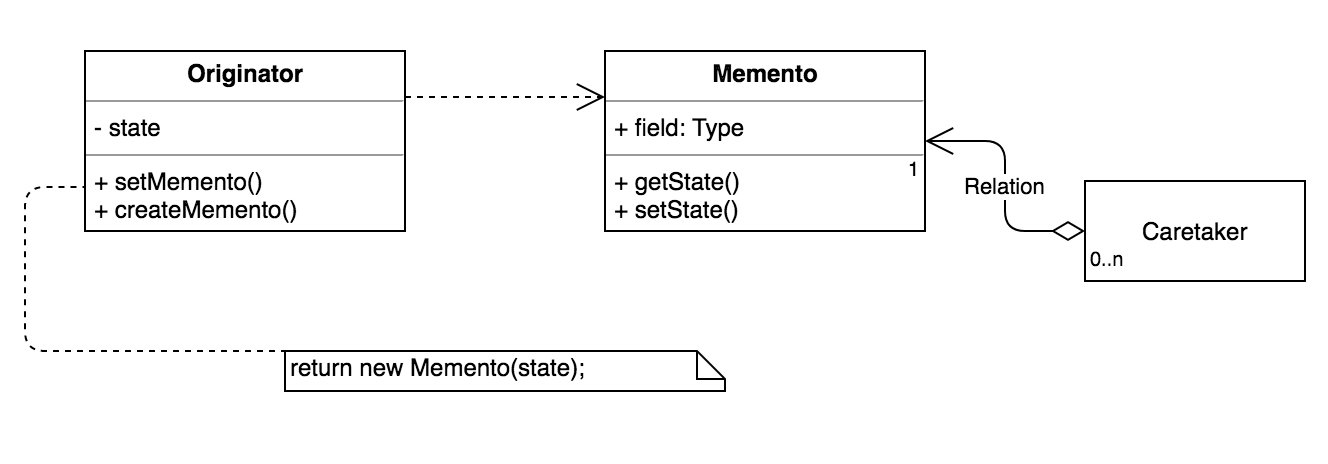 Originator
- state
+ setMemento()
+ createMemento()
Memento
+ field: Type
1
+ getState()
+ setState()
Relation
Caretaker
0..n
return new Memento(state);